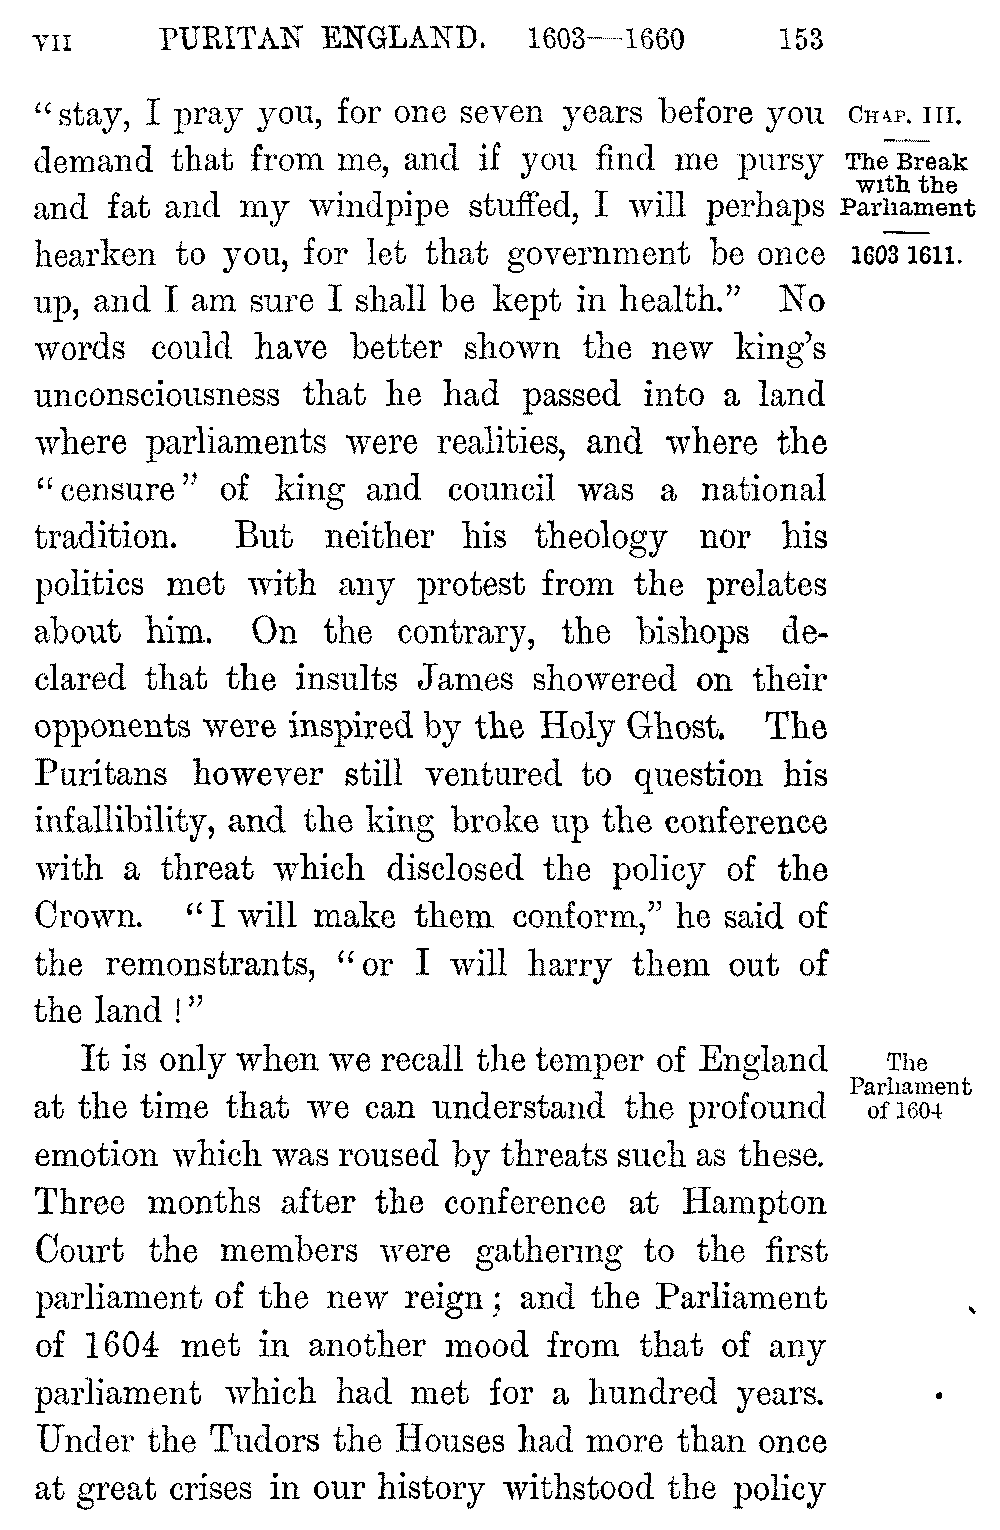 VII PURITAN ENGLAND. 1603—1660 153
"stay, I pray you, for one seven years before you
demand that from me, and if you find me pursy
and fat and my windpipe stuffed, I will perhaps
hearken to you, for let that government be once
up, and I am sure I shall be kept in health." No
words could have better shown the new king's
unconsciousness that he had passed into a land
where parliaments were realities, and where the
"censure" of king and council was a national
tradition. But neither his theology nor his
politics met with any protest from the prelates
about him. On the contrary, the bishops de-
clared that the insults James showered on their
opponents were inspired by the Holy Ghost. The
Puritans however still ventured to question his
infallibility, and the king broke up the conference
with a threat which disclosed the policy of the
Crown. "I will make them conform," he said of
the remonstrants, "or I will harry them out of
the land!"
It is only when we recall the temper of England
at the time that we can understand the profound
emotion which was roused by threats such as these.
Three months after the conference at Hampton
Court the members were gathering to the first
parliament of the new reign; and the Parliament
of 1604 met in another mood from that of any
parliament which had met for a hundred years.
Under the Tudors the Houses had more than once
at great crises in our history withstood the policy
CHAP. III.
The Break
with the
Parliament
1603 1611.
The
Parliament
of 1604